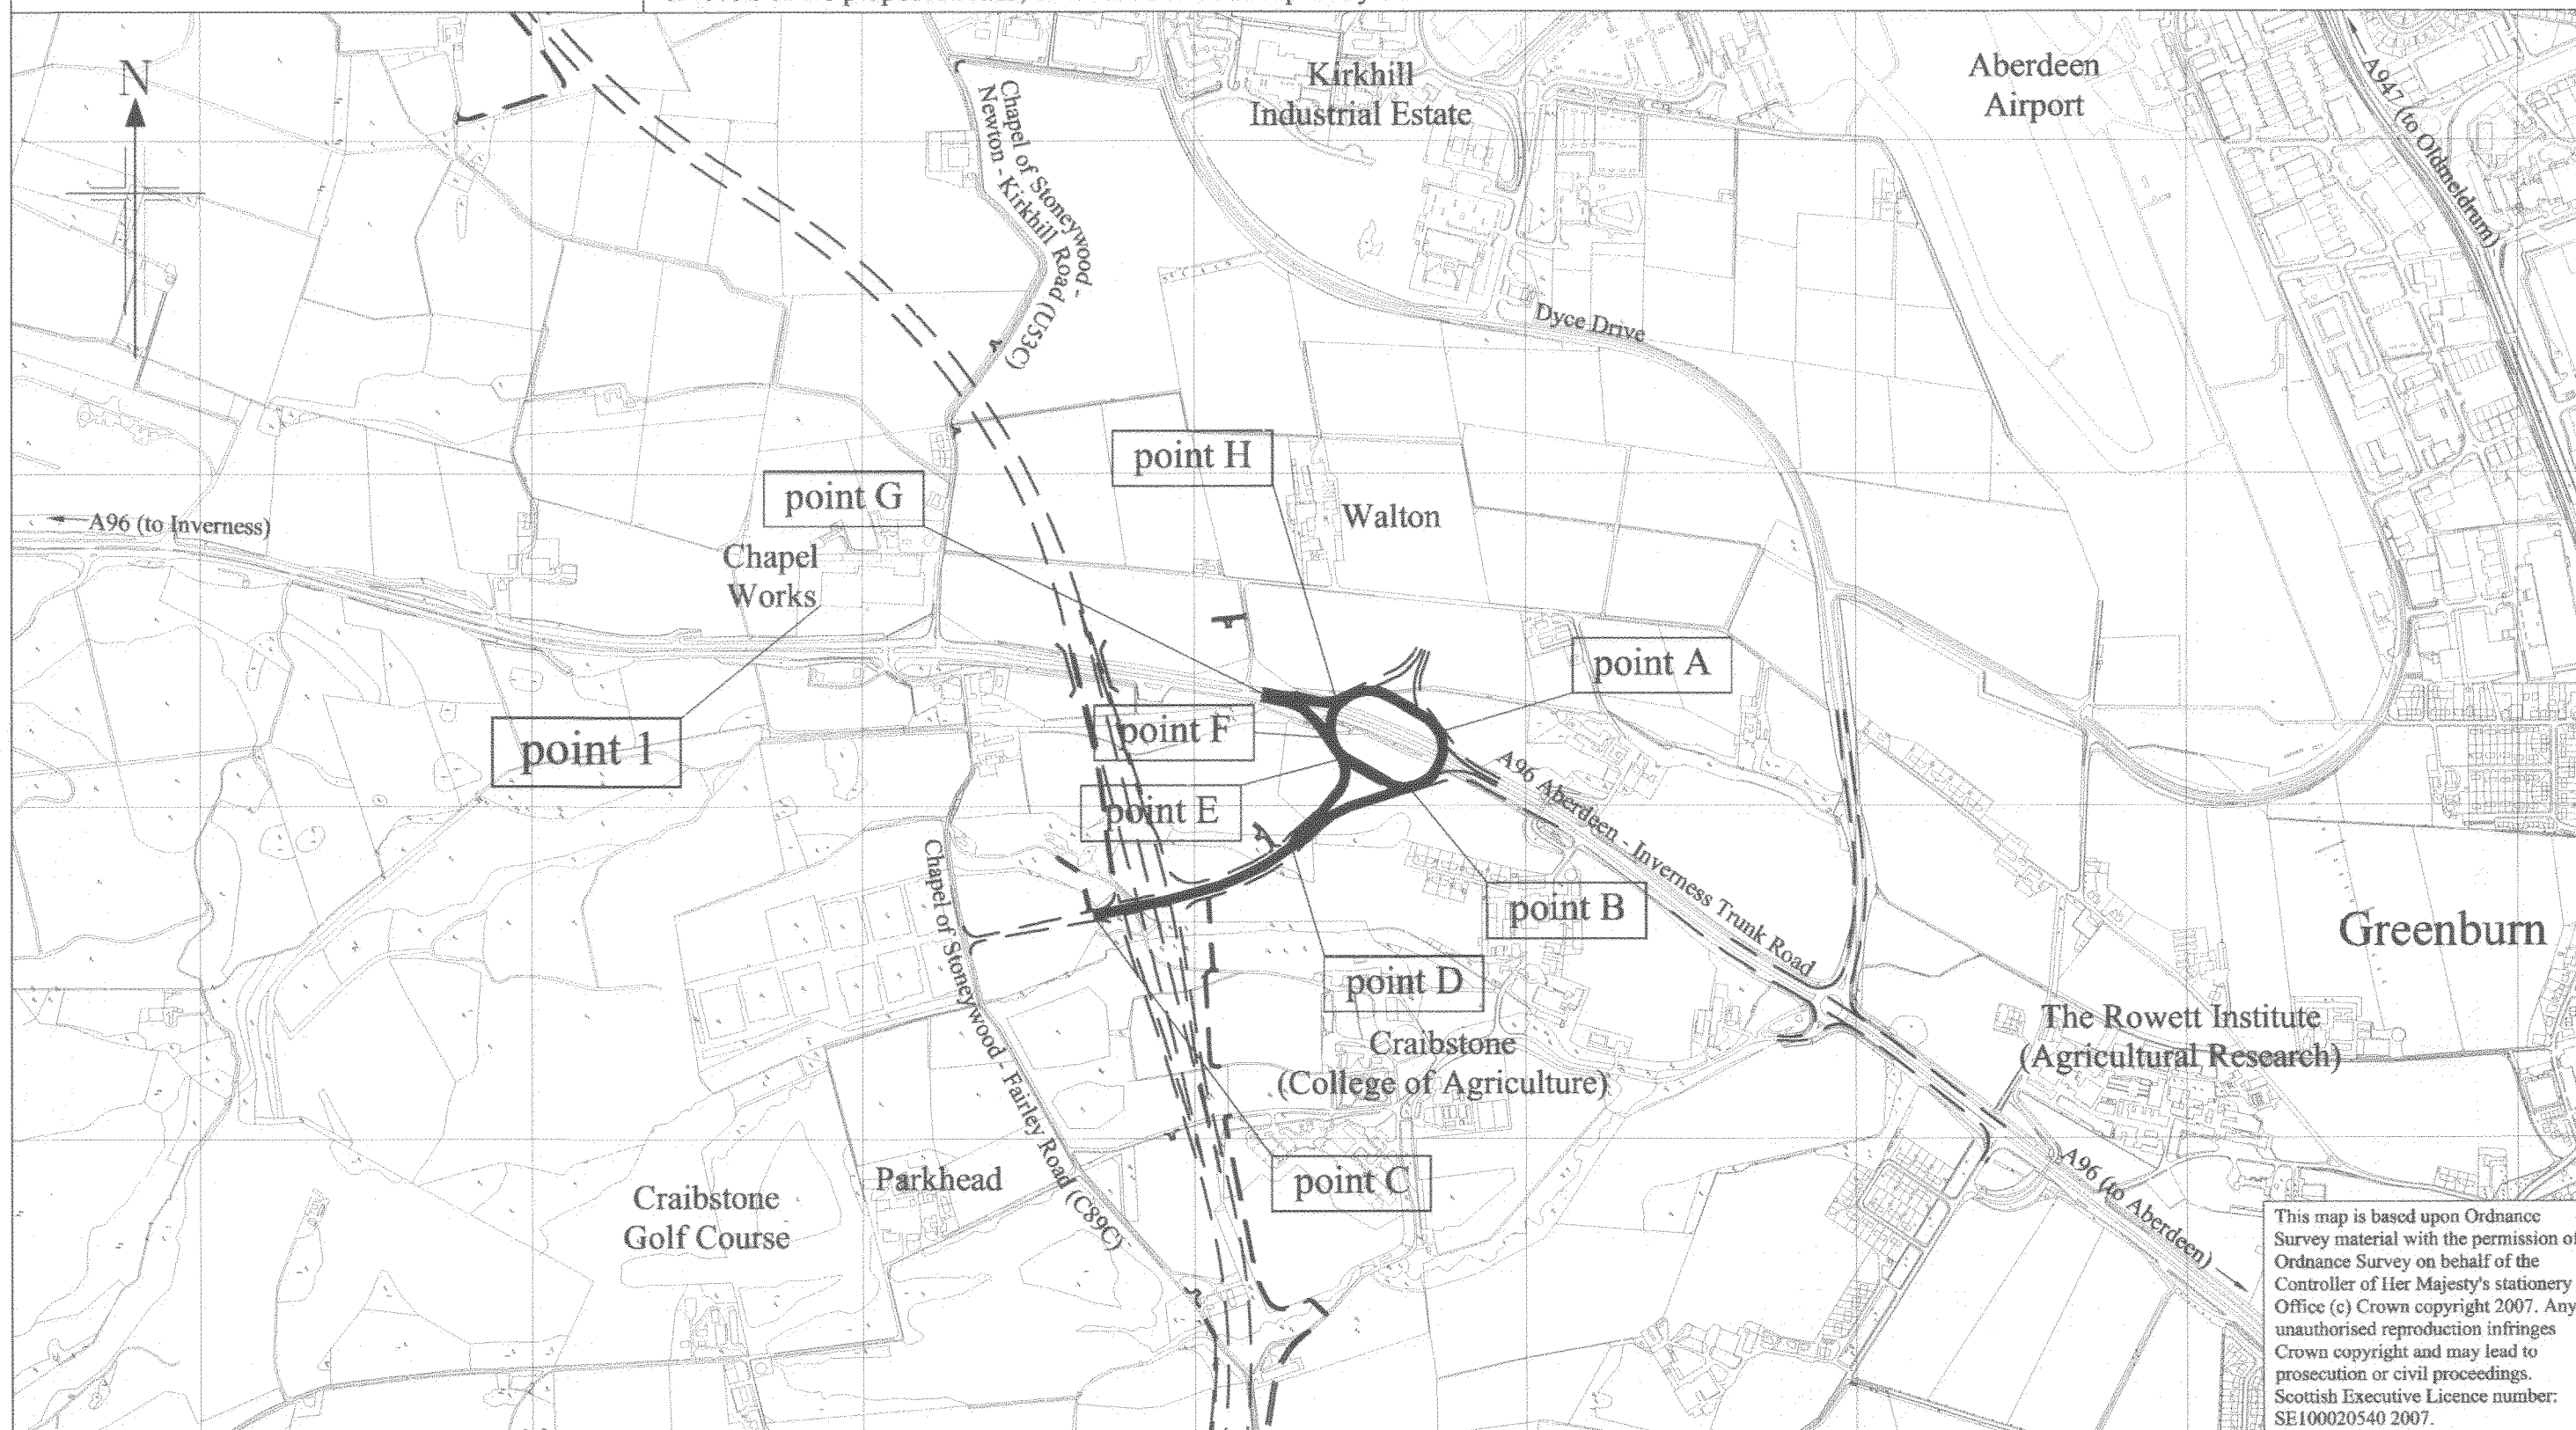 N
Kirkhill
Industrial Estate
Aberdeen
Airport
A947 (to Oldmeldrum)
Chapel of Stoneywood -
Newton - Kirkhill Road (U53C)
Dyce Drive
point H
point G
Walton
A96 (to Inverness)
Chapel
Works
point A
point 1
point F
A96 Aberdeen - Inverness Trunk Road
point E
point B
Greenburn
Chapel of Stoneywood - Fairley Road (C89C)
point D
The Rowett Institute
(Agricultural Research)
Craibstone
(College of Agriculture)
point C
Parkhead
Craibstone
Golf Course
A96 (to Aberdeen)
This map is based upon Ordnance
Survey material with the permission of
Ordnance Survey on behalf of the
Controller of Her Majesty's stationery
Office (c) Crown copyright 2007. Any
unauthorised reproduction infringes
Crown copyright and may lead to
prosecution or civil proceedings.
Scottish Executive Licence number:
SE100020540 2007.